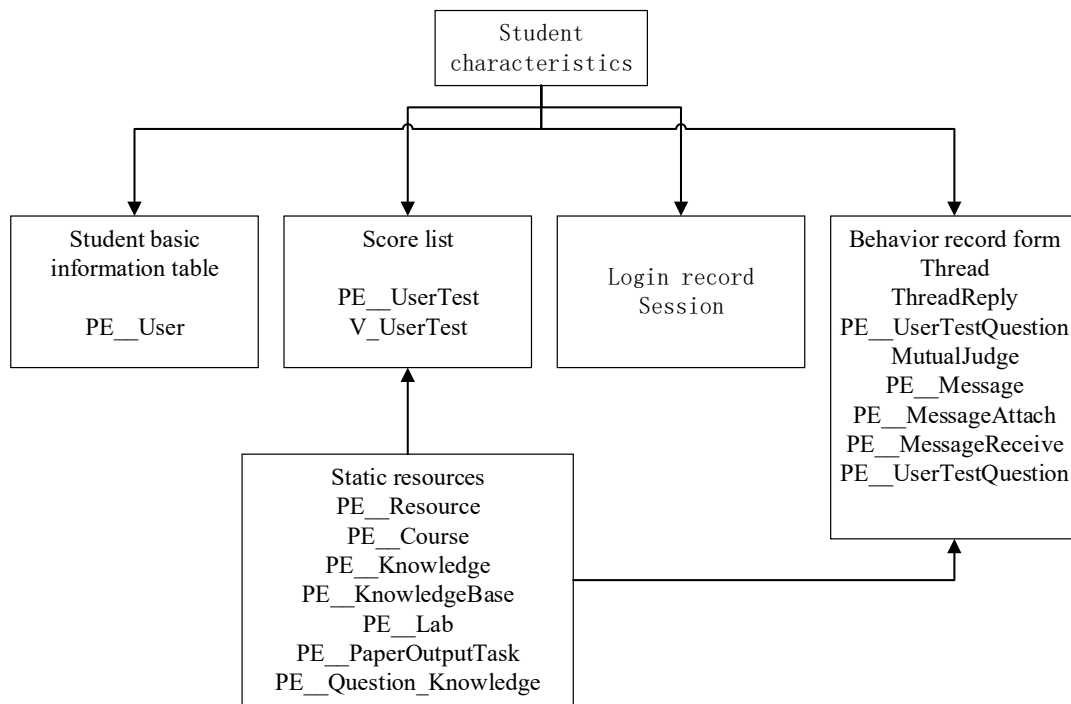 Student
characteristics
Student basic
information table
PE__User
Score list
PE__UserTest
V_UserTest
Login record
Session
Behavior record form
Thread
ThreadReply
PE__UserTestQuestion
MutualJudge
PE__Message
PE__MessageAttach
PE__MessageReceive
PE__UserTestQuestion
Static resources
PE__Resource
PE__Course
PE__Knowledge
PE__KnowledgeBase
PE__Lab
PE__PaperOutputTask
PE__Question_Knowledge